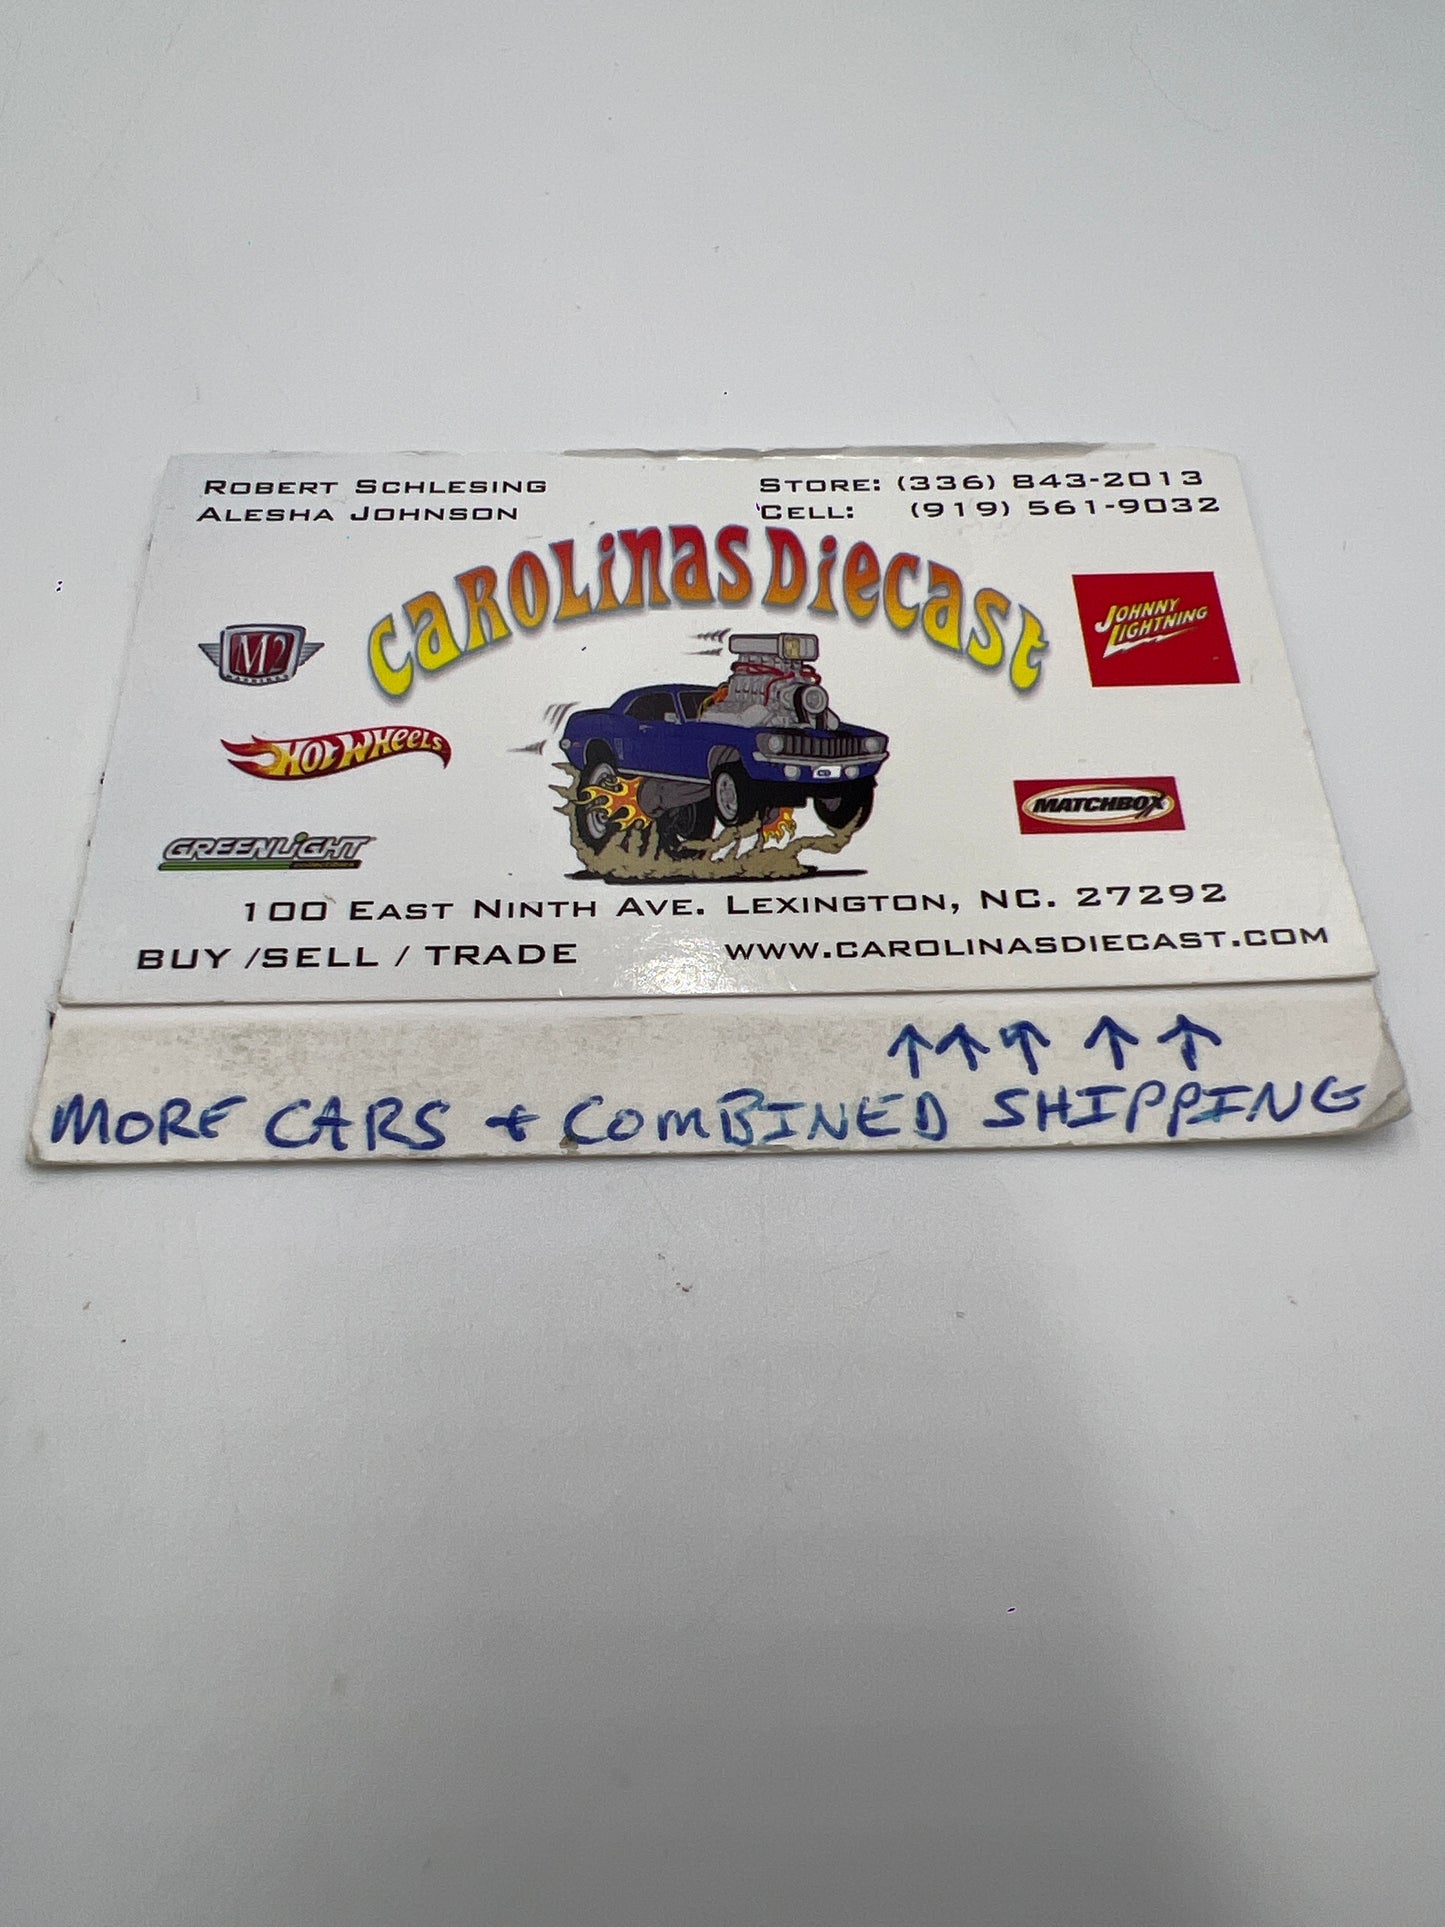 ROBERT SCHLESING
ALESHA JOHNSON
STORE: (336) 843-2013
CELL: (919) 561-9032
CAROLINAS DIECAST
M2
MACHINES
JOHNNY
LIGHTNING
HOT WHEELS
MATCHBOX
GREENLIGHT
100 EAST NINTH AVE. LEXINGTON, NC. 27292
BUY /SELL / TRADE
WWW.CAROLINASDIECAST.COM
↑ ↑ ↑ ↑ ↑
MORE CARS + COMBINED SHIPPING